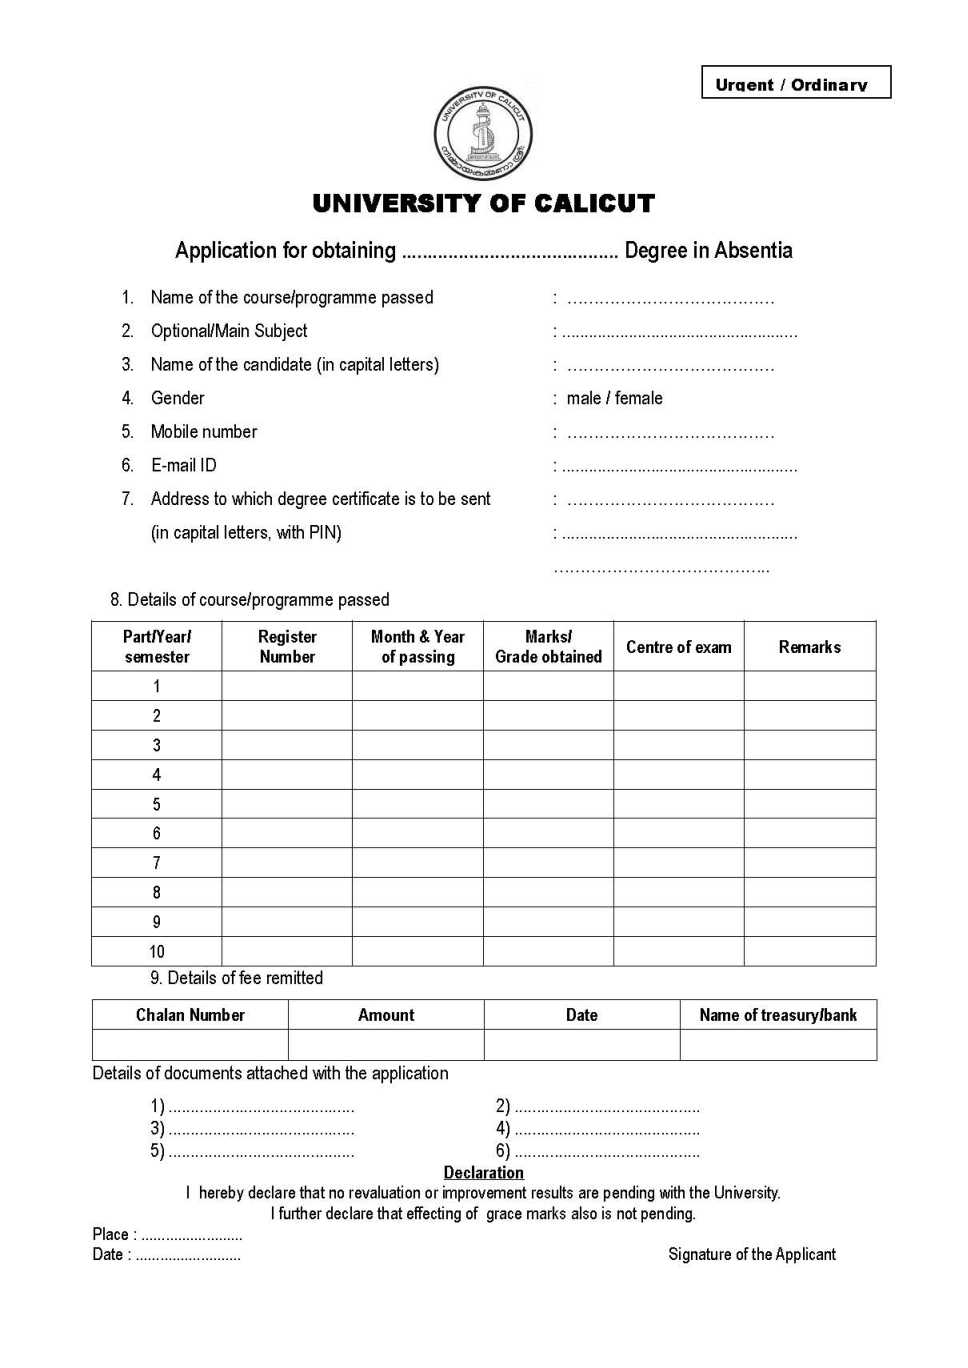 Urgent / Ordinary
UNIVERSITY OF CALICUT
UNIVERSITY OF CALICUT
Application for obtaining .......................................... Degree in Absentia
1. Name of the course/programme passed : …………………………………
2. Optional/Main Subject : .....................................................
3. Name of the candidate (in capital letters) : …………………………………
4. Gender : male / female
5. Mobile number : …………………………………
6. E-mail ID : .....................................................
7. Address to which degree certificate is to be sent : …………………………………
(in capital letters, with PIN) : .....................................................
…………………………………..
8. Details of course/programme passed
Part/Year/ semester Register Number Month & Year of passing Marks/ Grade obtained Centre of exam Remarks
1
2
3
4
5
6
7
8
9
10
9. Details of fee remitted
Chalan Number Amount Date Name of treasury/bank
Details of documents attached with the application
1) .......................................... 2) ..........................................
3) .......................................... 4) ..........................................
5) .......................................... 6) ..........................................
Declaration
I hereby declare that no revaluation or improvement results are pending with the University.
I further declare that effecting of grace marks also is not pending.
Place : .........................
Date : .......................... Signature of the Applicant